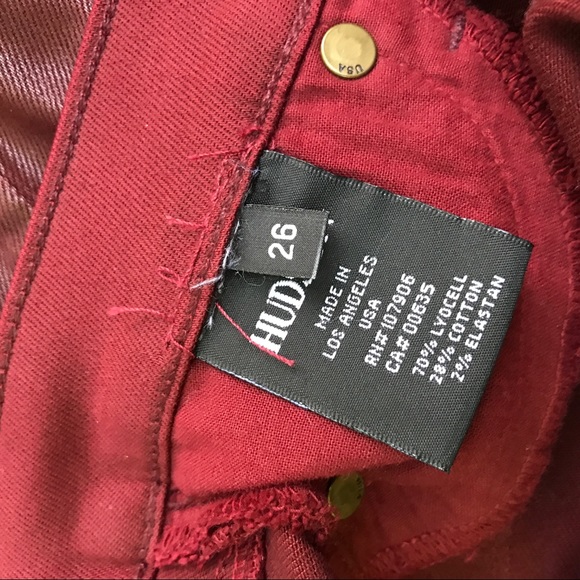 USA
26
HUD
MADE IN
LOS ANGELES
USA
RN# 107906
CA# 00635
70% LYOCELL
28% COTTON
2% ELASTAN